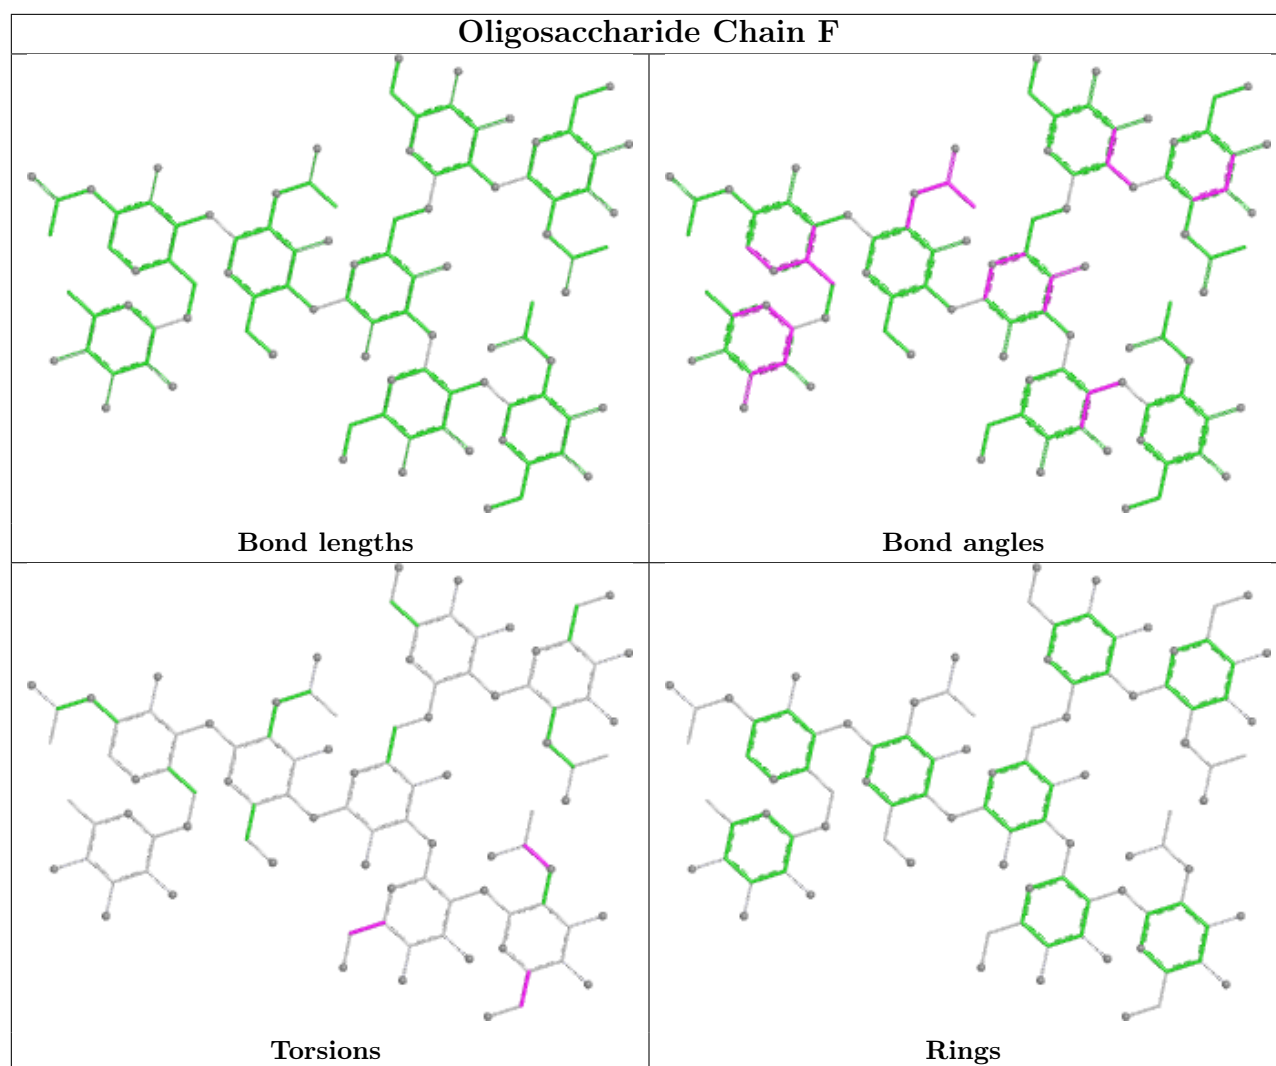 Oligosaccharide Chain F
Bond lengths
Bond angles
Torsions
Rings